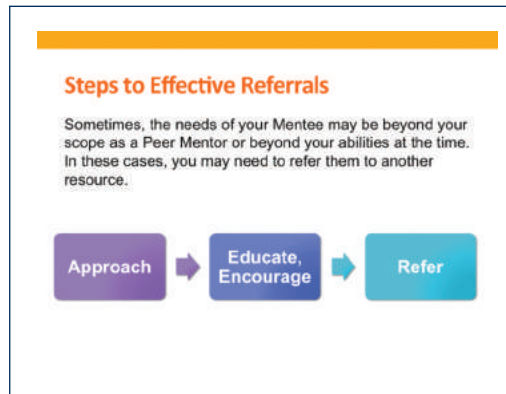 Steps to Effective Referrals
Sometimes, the needs of your Mentee may be beyond your
scope as a Peer Mentor or beyond your abilities at the time.
In these cases, you may need to refer them to another
resource.
Approach
Educate,
Encourage
Refer